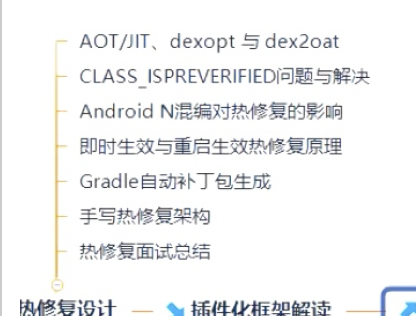 AOT/JIT、dexopt 与 dex2oat
CLASS_ISPREVERIFIED问题与解决
Android N混编对热修复的影响
即时生效与重启生效热修复原理
Gradle自动补丁包生成
手写热修复架构
热修复面试总结
热修复设计 插件化框架解读